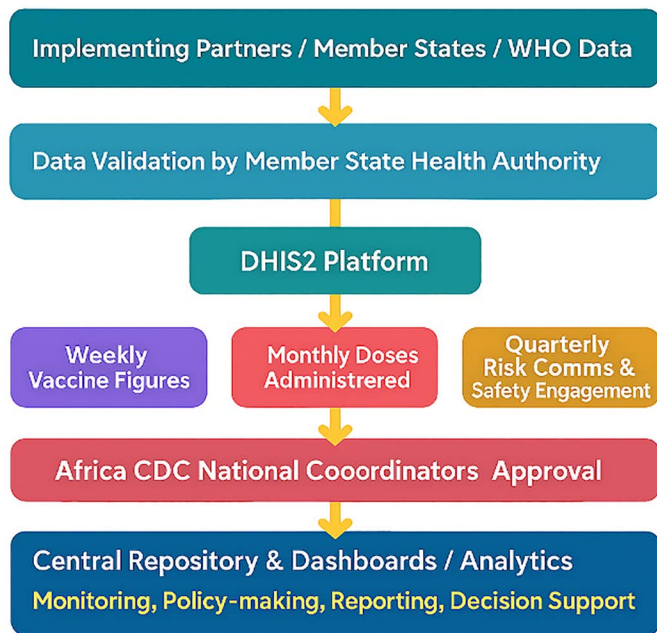 Implementing Partners / Member States / WHO Data
Data Validation by Member State Health Authority
DHIS2 Platform
Weekly
Vaccine Figures
Monthly Doses
Administrered
Quarterly
Risk Comms &
Safety Engagement
Africa CDC National Cooordinators Approval
Central Repository & Dashboards / Analytics
Monitoring, Policy-making, Reporting, Decision Support